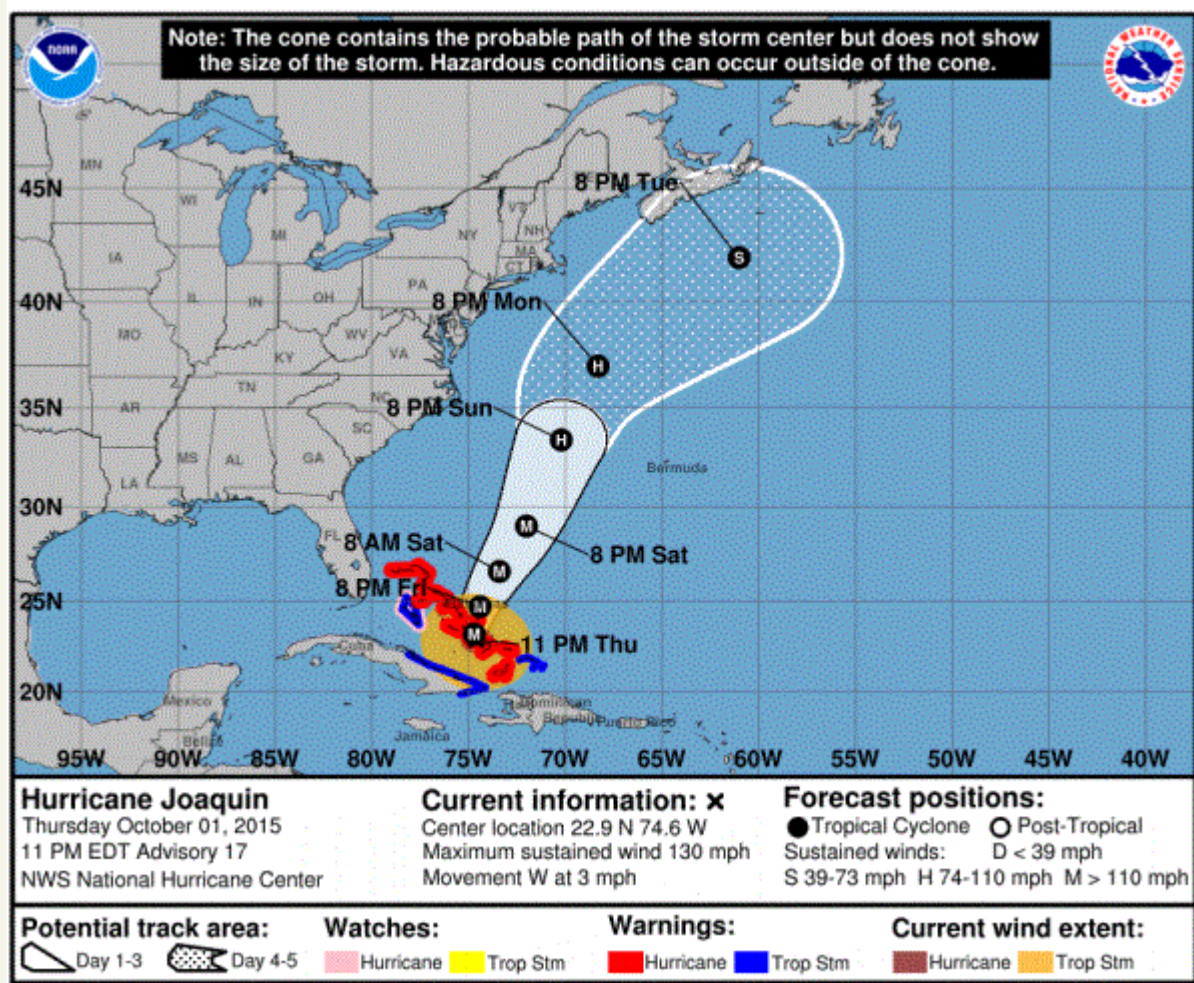 Note: The cone contains the probable path of the storm center but does not show
the size of the storm. Hazardous conditions can occur outside of the cone.
NOAA
NATIONAL WEATHER SERVICE
MN
WI
MI
NY
VT
NH
MA
CT
IA
IL
IN
OH
PA
MO
KY
WV
VA
TN
NC
AR
SC
MS
AL
GA
LA
FL
45N
40N
35N
30N
25N
20N
8 PM Tue
S
8 PM Mon
H
8 PM Sun
H
Bermuda
M
8 PM Sat
8 AM Sat
M
8 PM Fri
M
M
11 PM Thu
Cuba
Mexico
Belize
Jamaica
Dominican
Republic
Puerto Rico
95W 90W 85W 80W 75W 70W 65W 60W 55W 50W 45W 40W
Hurricane Joaquin
Thursday October 01, 2015
11 PM EDT Advisory 17
NWS National Hurricane Center
Current information: x
Center location 22.9 N 74.6 W
Maximum sustained wind 130 mph
Movement W at 3 mph
Forecast positions:
Tropical Cyclone Post-Tropical
Sustained winds: D < 39 mph
S 39-73 mph H 74-110 mph M > 110 mph
Potential track area:
Day 1-3 Day 4-5
Watches:
Hurricane Trop Stm
Warnings:
Hurricane Trop Stm
Current wind extent:
Hurricane Trop Stm